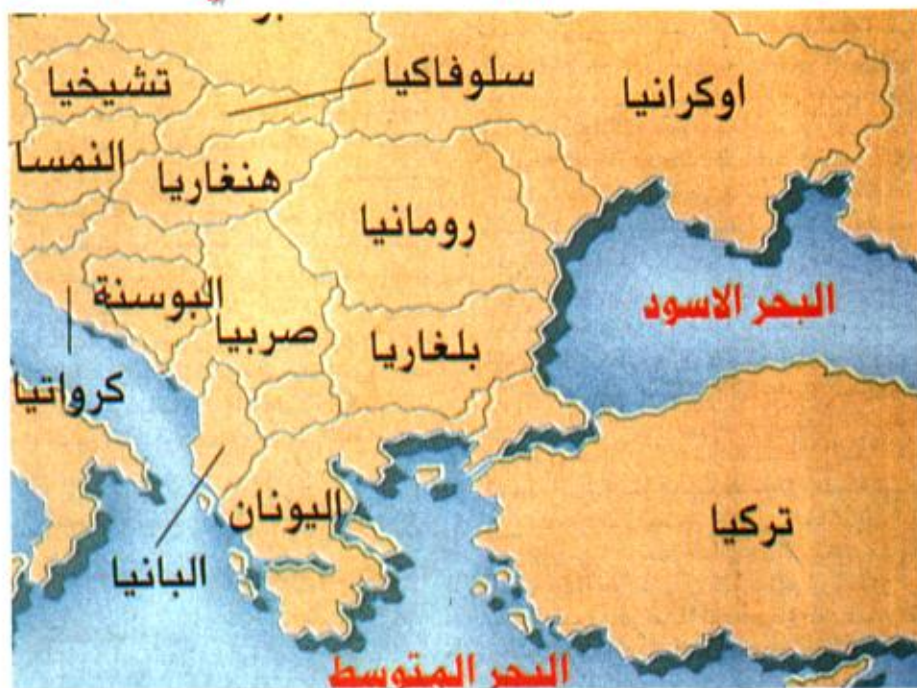 سلوفاكيا
تشيخيا
اوكرانيا
النمسا
هنغاريا
رومانيا
البوسنة
صربيا
البحر الاسود
بلغاريا
كرواتيا
اليونان
تركيا
البانيا
البحر المتوسط